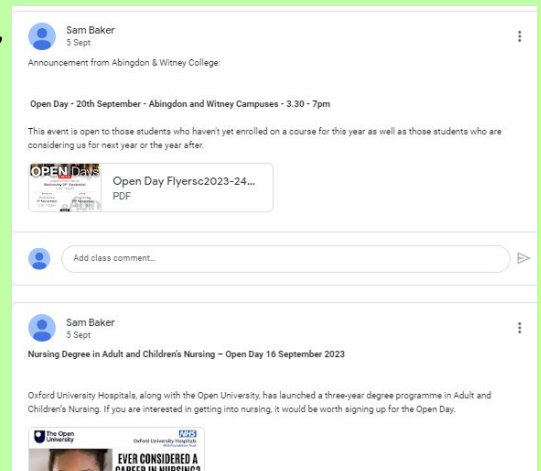 Sam Baker
5 Sept
Announcement from Abingdon & Witney College:
Open Day - 20th September - Abingdon and Witney Campuses - 3.30 - 7pm
This event is open to those students who haven't yet enrolled on a course for this year as well as those students who are
considering us for next year or the year after.
OPEN Days
Open Day Flyersc2023-24...
PDF
Add class comment...
Sam Baker
5 Sept
Nursing Degree in Adult and Children's Nursing – Open Day 16 September 2023
Oxford University Hospitals, along with the Open University, has launched a three-year degree programme in Adult and
Children's Nursing. If you are interested in getting into nursing, it would be worth signing up for the Open Day.
The Open
University
NHS
Oxford University Hospitals
EVER CONSIDERED A
CAREER IN NURSING?